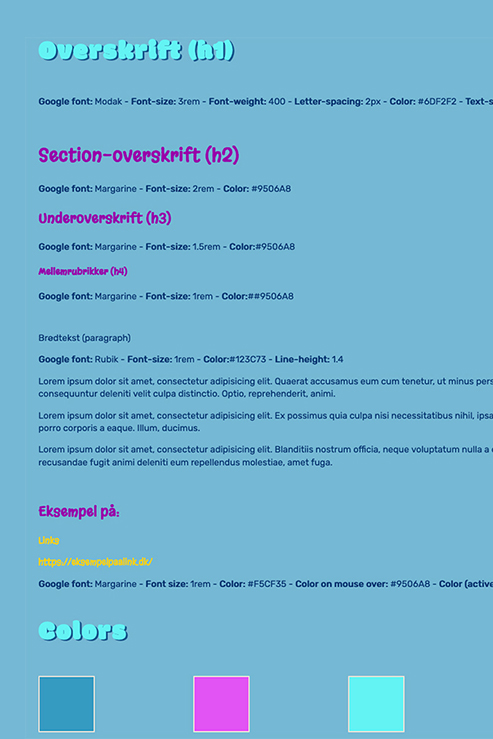 Overskrift (h1)
Google font: Modak - Font-size: 3rem - Font-weight: 400 - Letter-spacing: 2px - Color: #6DF2F2 - Text-s
Section-overskrift (h2)
Google font: Margarine - Font-size: 2rem - Color: #9506A8
Underoverskrift (h3)
Google font: Margarine - Font-size: 1.5rem - Color:#9506A8
Mellemrubrikker (h4)
Google font: Margarine - Font-size: 1rem - Color:##9506A8
Brødtekst (paragraph)
Google font: Rubik - Font-size: 1rem - Color:#123C73 - Line-height: 1.4
Lorem ipsum dolor sit amet, consectetur adipisicing elit. Quaerat accusamus eum cum tenetur, ut minus pers
consequuntur deleniti velit culpa distinctio. Optio, reprehenderit, animi.
Lorem ipsum dolor sit amet, consectetur adipisicing elit. Ex possimus quia culpa nisi necessitatibus nihil, ipsa
porro corporis a eaque. Illum, ducimus.
Lorem ipsum dolor sit amet, consectetur adipisicing elit. Blanditiis nostrum officia, neque voluptatum nulla a
recusandae fugit animi deleniti eum repellendus molestiae, amet fuga.
Eksempel på:
Links
https://eksempelpaalink.dk/
Google font: Margarine - Font size: 1rem - Color: #F5CF35 - Color on mouse over: #9506A8 - Color (active
Colors